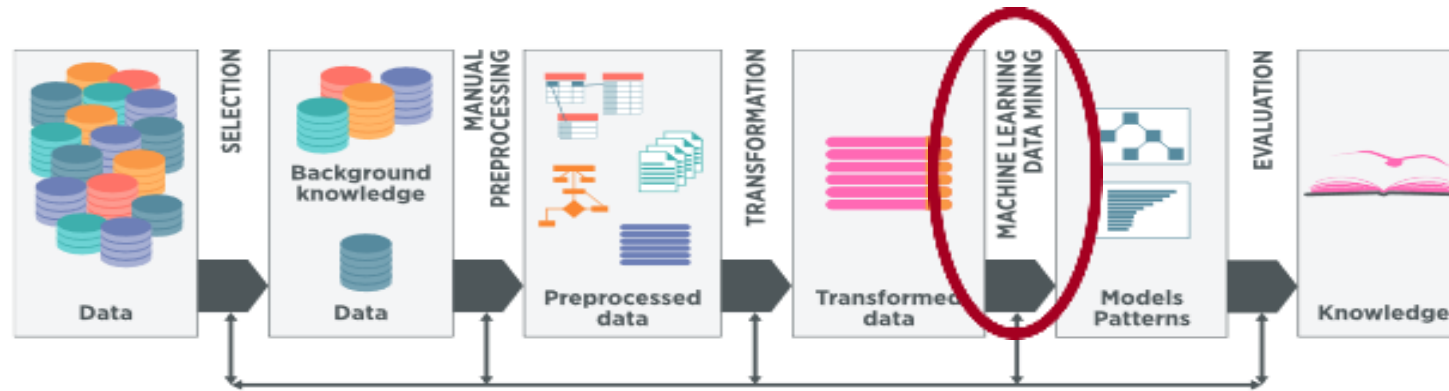 Data
SELECTION
Background
knowledge
Data
MANUAL
PREPROCESSING
Preprocessed
data
TRANSFORMATION
Transformed
data
MACHINE LEARNING
DATA MINING
Models
Patterns
EVALUATION
Knowledge